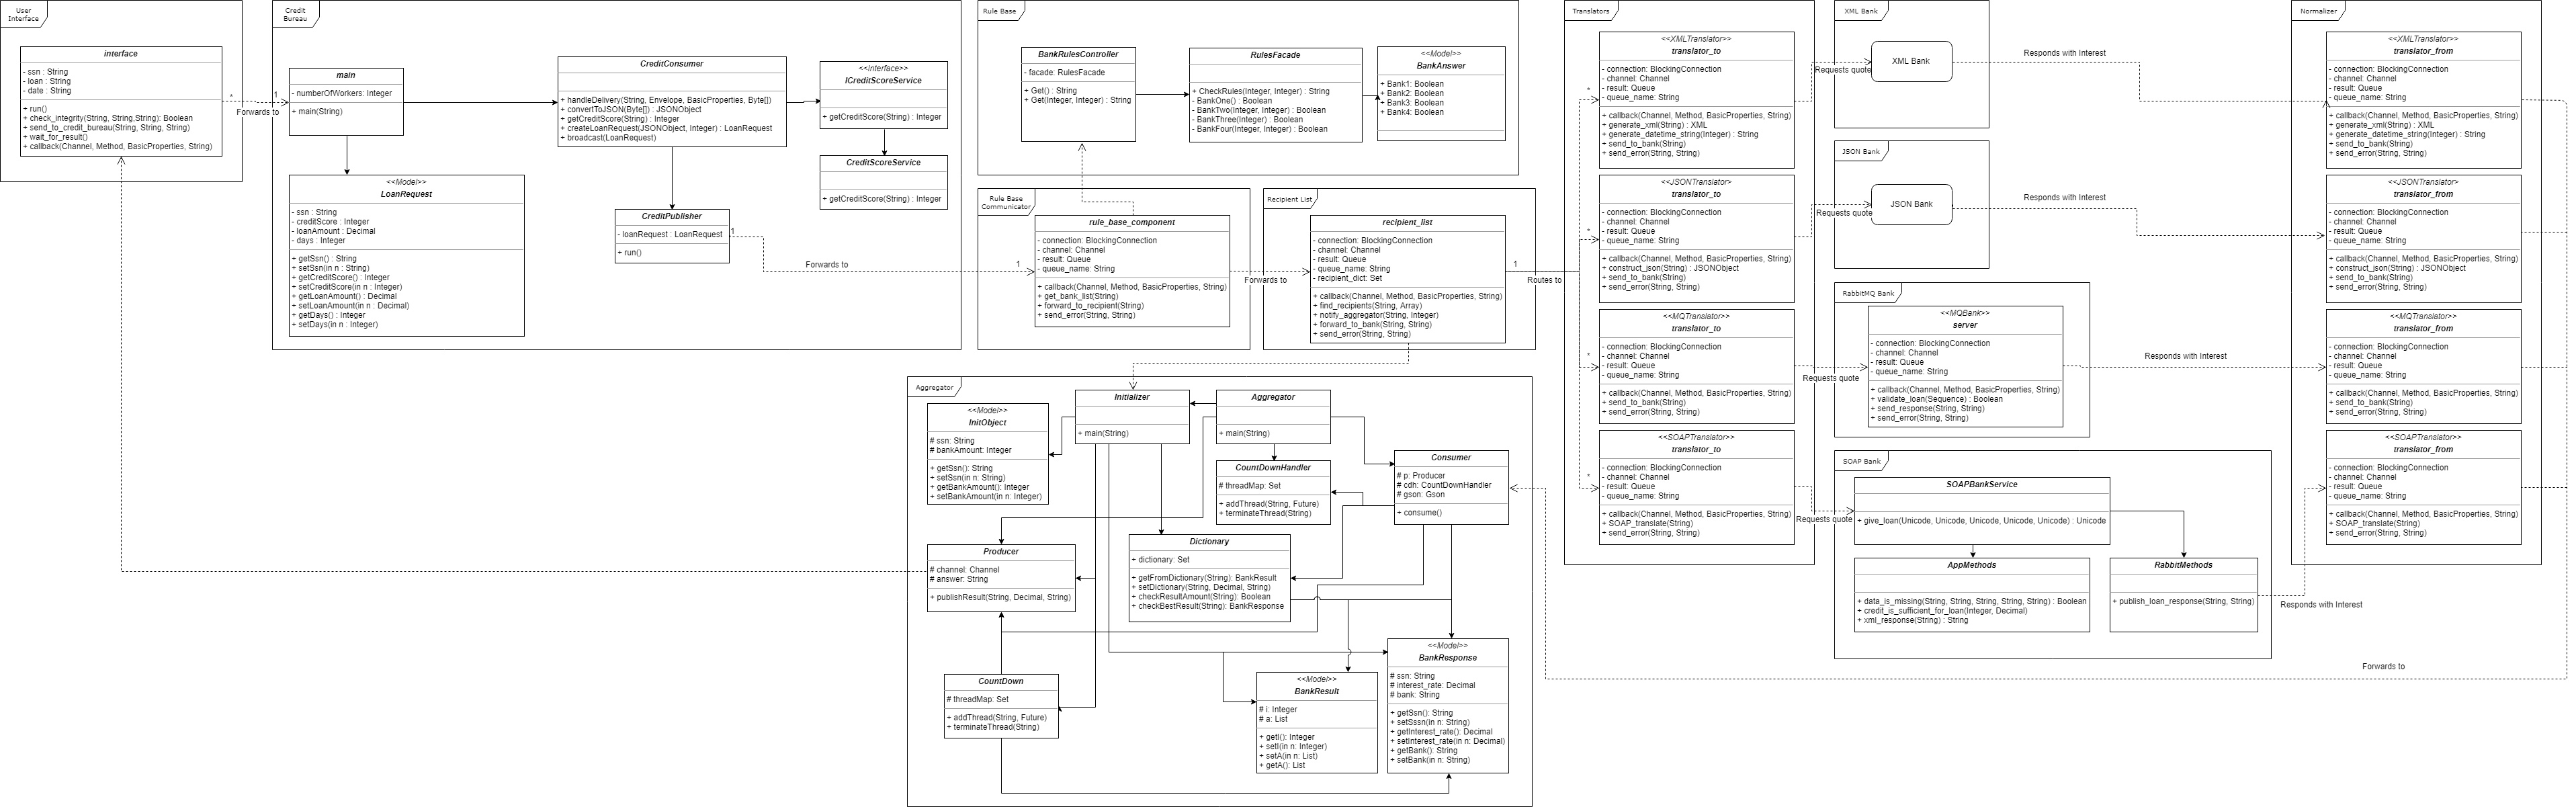 User
Interface
interface
- ssn : String
- loan : String
- date : String
+ run()
+ check_integrity(String, String,String): Boolean
+ send_to_credit_bureau(String, String, String)
+ wait_for_result()
+ callback(Channel, Method, BasicProperties, String)
*
1
Forwards to
Credit
Bureau
main
- numberOfWorkers: Integer
+ main(String)
<<Model>>
LoanRequest
- ssn : String
- creditScore : Integer
- loanAmount : Decimal
- days : Integer
+ getSsn() : String
+ setSsn(in n : String)
+ getCreditScore() : Integer
+ setCreditScore(in n : Integer)
+ getLoanAmount() : Decimal
+ setLoanAmount(in n : Decimal)
+ getDays() : Integer
+ setDays(in n : Integer)
CreditConsumer
+ handleDelivery(String, Envelope, BasicProperties, Byte[])
+ convertToJSON(Byte[]) : JSONObject
+ getCreditScore(String) : Integer
+ createLoanRequest(JSONObject, Integer) : LoanRequest
+ broadcast(LoanRequest)
CreditPublisher
- loanRequest : LoanRequest
+ run()
<<Interface>>
ICreditScoreService
+ getCreditScore(String) : Integer
CreditScoreService
+ getCreditScore(String) : Integer
1
Forwards to
1
Rule Base
BankRulesController
- facade: RulesFacade
+ Get() : String
+ Get(Integer, Integer) : String
RulesFacade
+ CheckRules(Integer, Integer) : String
- BankOne() : Boolean
- BankTwo(Integer, Integer) : Boolean
- BankThree(Integer) : Boolean
- BankFour(Integer, Integer) : Boolean
<<Model>>
BankAnswer
+ Bank1: Boolean
+ Bank2: Boolean
+ Bank3: Boolean
+ Bank4: Boolean
Rule Base
Communicator
rule_base_component
- connection: BlockingConnection
- channel: Channel
- result: Queue
- queue_name: String
+ callback(Channel, Method, BasicProperties, String)
+ get_bank_list(String)
+ forward_to_recipient(String)
+ send_error(String, String)
Forwards to
Recipient List
recipient_list
- connection: BlockingConnection
- channel: Channel
- result: Queue
- queue_name: String
- recipient_dict: Set
+ callback(Channel, Method, BasicProperties, String)
+ find_recipients(String, Array)
+ notify_aggregator(String, Integer)
+ forward_to_bank(String, String)
+ send_error(String, String)
1
Routes to
*
*
*
*
Aggregator
<<Model>>
InitObject
# ssn: String
# bankAmount: Integer
+ getSsn(): String
+ setSsn(in n: String)
+ getBankAmount(): Integer
+ setBankAmount(in n: Integer)
Initializer
+ main(String)
Aggregator
+ main(String)
CountDownHandler
# threadMap: Set
+ addThread(String, Future)
+ terminateThread(String)
Consumer
# p: Producer
# cdh: CountDownHandler
# gson: Gson
+ consume()
Producer
# channel: Channel
# answer: String
+ publishResult(String, Decimal, String)
Dictionary
+ dictionary: Set
+ getFromDictionary(String): BankResult
+ setDictionary(String, Decimal, String)
+ checkResultAmount(String): Boolean
+ checkBestResult(String): BankResponse
CountDown
# threadMap: Set
+ addThread(String, Future)
+ terminateThread(String)
<<Model>>
BankResult
# i: Integer
# a: List
+ getI(): Integer
+ setI(in n: Integer)
+ setA(in n: List)
+ getA(): List
<<Model>>
BankResponse
# ssn: String
# interest_rate: Decimal
# bank: String
+ getSsn(): String
+ setSssn(in n: String)
+ getInterest_rate(): Decimal
+ setInterest_rate(in n: Decimal)
+ getBank(): String
+ setBank(in n: String)
Translators
<<XMLTranslator>>
translator_to
- connection: BlockingConnection
- channel: Channel
- result: Queue
- queue_name: String
+ callback(Channel, Method, BasicProperties, String)
+ generate_xml(String) : XML
+ generate_datetime_string(Integer) : String
+ send_to_bank(String)
+ send_error(String, String)
<<JSONTranslator>>
translator_to
- connection: BlockingConnection
- channel: Channel
- result: Queue
- queue_name: String
+ callback(Channel, Method, BasicProperties, String)
+ construct_json(String) : JSONObject
+ send_to_bank(String)
+ send_error(String, String)
<<MQTranslator>>
translator_to
- connection: BlockingConnection
- channel: Channel
- result: Queue
- queue_name: String
+ callback(Channel, Method, BasicProperties, String)
+ send_to_bank(String)
+ send_error(String, String)
<<SOAPTranslator>>
translator_to
- connection: BlockingConnection
- channel: Channel
- result: Queue
- queue_name: String
+ callback(Channel, Method, BasicProperties, String)
+ SOAP_translate(String)
+ send_error(String, String)
Requests quote
Requests quote
Requests quote
Requests quote
XML Bank
XML Bank
JSON Bank
JSON Bank
RabbitMQ Bank
<<MQBank>>
server
- connection: BlockingConnection
- channel: Channel
- result: Queue
- queue_name: String
+ callback(Channel, Method, BasicProperties, String)
+ validate_loan(Sequence) : Boolean
+ send_response(String, String)
+ send_error(String, String)
SOAP Bank
SOAPBankService
+ give_loan(Unicode, Unicode, Unicode, Unicode, Unicode) : Unicode
AppMethods
+ data_is_missing(String, String, String, String, String) : Boolean
+ credit_is_sufficient_for_loan(Integer, Decimal)
+ xml_response(String) : String
RabbitMethods
+ publish_loan_response(String, String)
Responds with Interest
Responds with Interest
Responds with Interest
Responds with Interest
Normalizer
<<XMLTranslator>>
translator_from
- connection: BlockingConnection
- channel: Channel
- result: Queue
- queue_name: String
+ callback(Channel, Method, BasicProperties, String)
+ generate_xml(String) : XML
+ generate_datetime_string(Integer) : String
+ send_to_bank(String)
+ send_error(String, String)
<<JSONTranslator>>
translator_from
- connection: BlockingConnection
- channel: Channel
- result: Queue
- queue_name: String
+ callback(Channel, Method, BasicProperties, String)
+ construct_json(String) : JSONObject
+ send_to_bank(String)
+ send_error(String, String)
<<MQTranslator>>
translator_from
- connection: BlockingConnection
- channel: Channel
- result: Queue
- queue_name: String
+ callback(Channel, Method, BasicProperties, String)
+ send_to_bank(String)
+ send_error(String, String)
<<SOAPTranslator>>
translator_from
- connection: BlockingConnection
- channel: Channel
- result: Queue
- queue_name: String
+ callback(Channel, Method, BasicProperties, String)
+ SOAP_translate(String)
+ send_error(String, String)
Forwards to